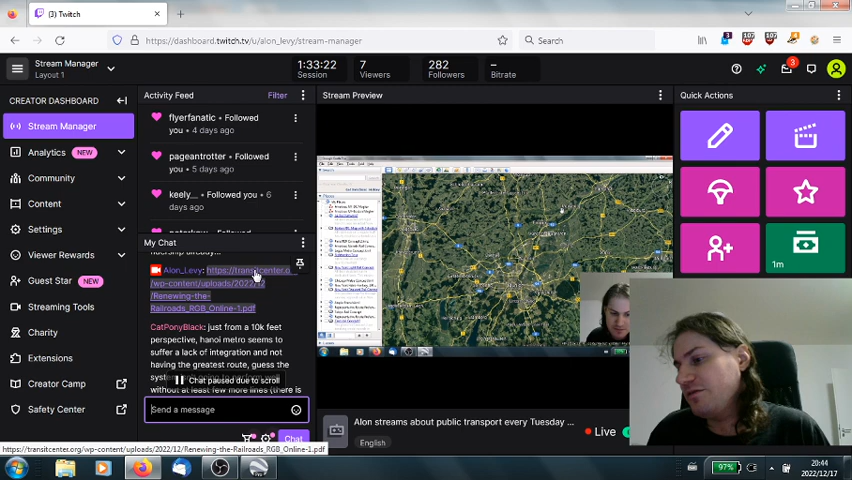 (3) Twitch
https://dashboard.twitch.tv/u/alon_levy/stream-manager
Search
Stream Manager
Layout 1
1:33:22
Session
7
Viewers
282
Followers
–
Bitrate
3
CREATOR DASHBOARD
Stream Manager
Analytics NEW
Community
Content
Settings
Viewer Rewards
Guest Star NEW
Streaming Tools
Charity
Extensions
Creator Camp
Safety Center
Activity Feed
Filter
flyerfanatic • Followed
you • 4 days ago
pageantrotter • Followed
you • 5 days ago
keely__ • Followed you • 6
days ago
My Chat
Alon_Levy: https://transitcenter.o
/wp-content/uploads/2022/12
/Renewing-the-
Railroads_RGB_Online-1.pdf
CatPonyBlack: just from a 10k feet
perspective, hanoi metro seems to
suffer a lack of integration and not
having the greatest route, guess the
Chat paused due to scroll
without at least few more lines (there is
Send a message
Chat
Stream Preview
Alon streams about public transport every Tuesday ...
English
Live
Quick Actions
1m
https://transitcenter.org/wp-content/uploads/2022/12/Renewing-the-Railroads_RGB_Online-1.pdf
97%
20:44
2022/12/17